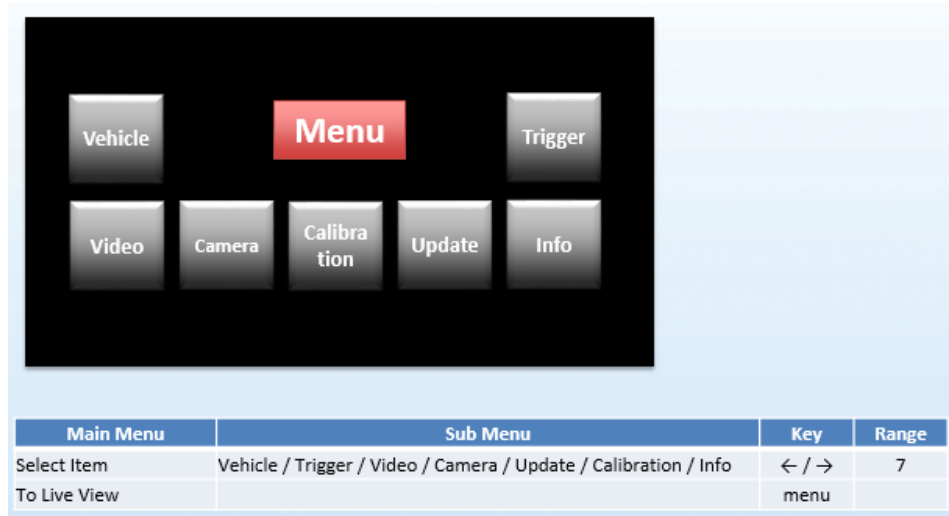 Vehicle
Menu
Trigger
Video
Camera
Calibra
tion
Update
Info
Main Menu Sub Menu Key Range
Select Item Vehicle / Trigger / Video / Camera / Update / Calibration / Info ← / → 7
To Live View menu